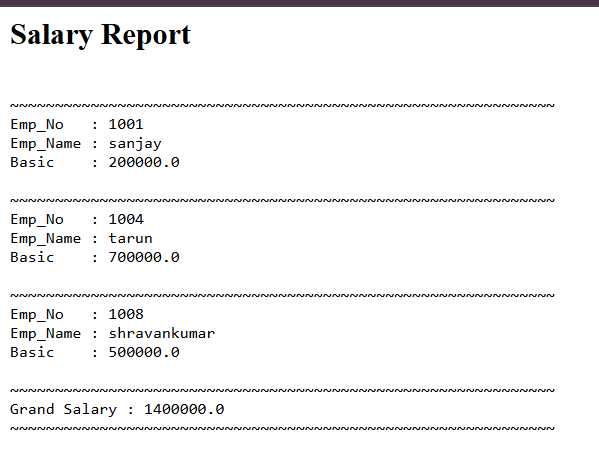 Salary Report
~~~~~~~~~~~~~~~~~~~~~~~~~~~~~~~~~~~~~~~~~~~~~~~~~~~~~~~~~~~~~
Emp_No   : 1001
Emp_Name : sanjay
Basic    : 200000.0
~~~~~~~~~~~~~~~~~~~~~~~~~~~~~~~~~~~~~~~~~~~~~~~~~~~~~~~~~~~~~
Emp_No   : 1004
Emp_Name : tarun
Basic    : 700000.0
~~~~~~~~~~~~~~~~~~~~~~~~~~~~~~~~~~~~~~~~~~~~~~~~~~~~~~~~~~~~~
Emp_No   : 1008
Emp_Name : shravankumar
Basic    : 500000.0
~~~~~~~~~~~~~~~~~~~~~~~~~~~~~~~~~~~~~~~~~~~~~~~~~~~~~~~~~~~~~
Grand Salary : 1400000.0
~~~~~~~~~~~~~~~~~~~~~~~~~~~~~~~~~~~~~~~~~~~~~~~~~~~~~~~~~~~~~